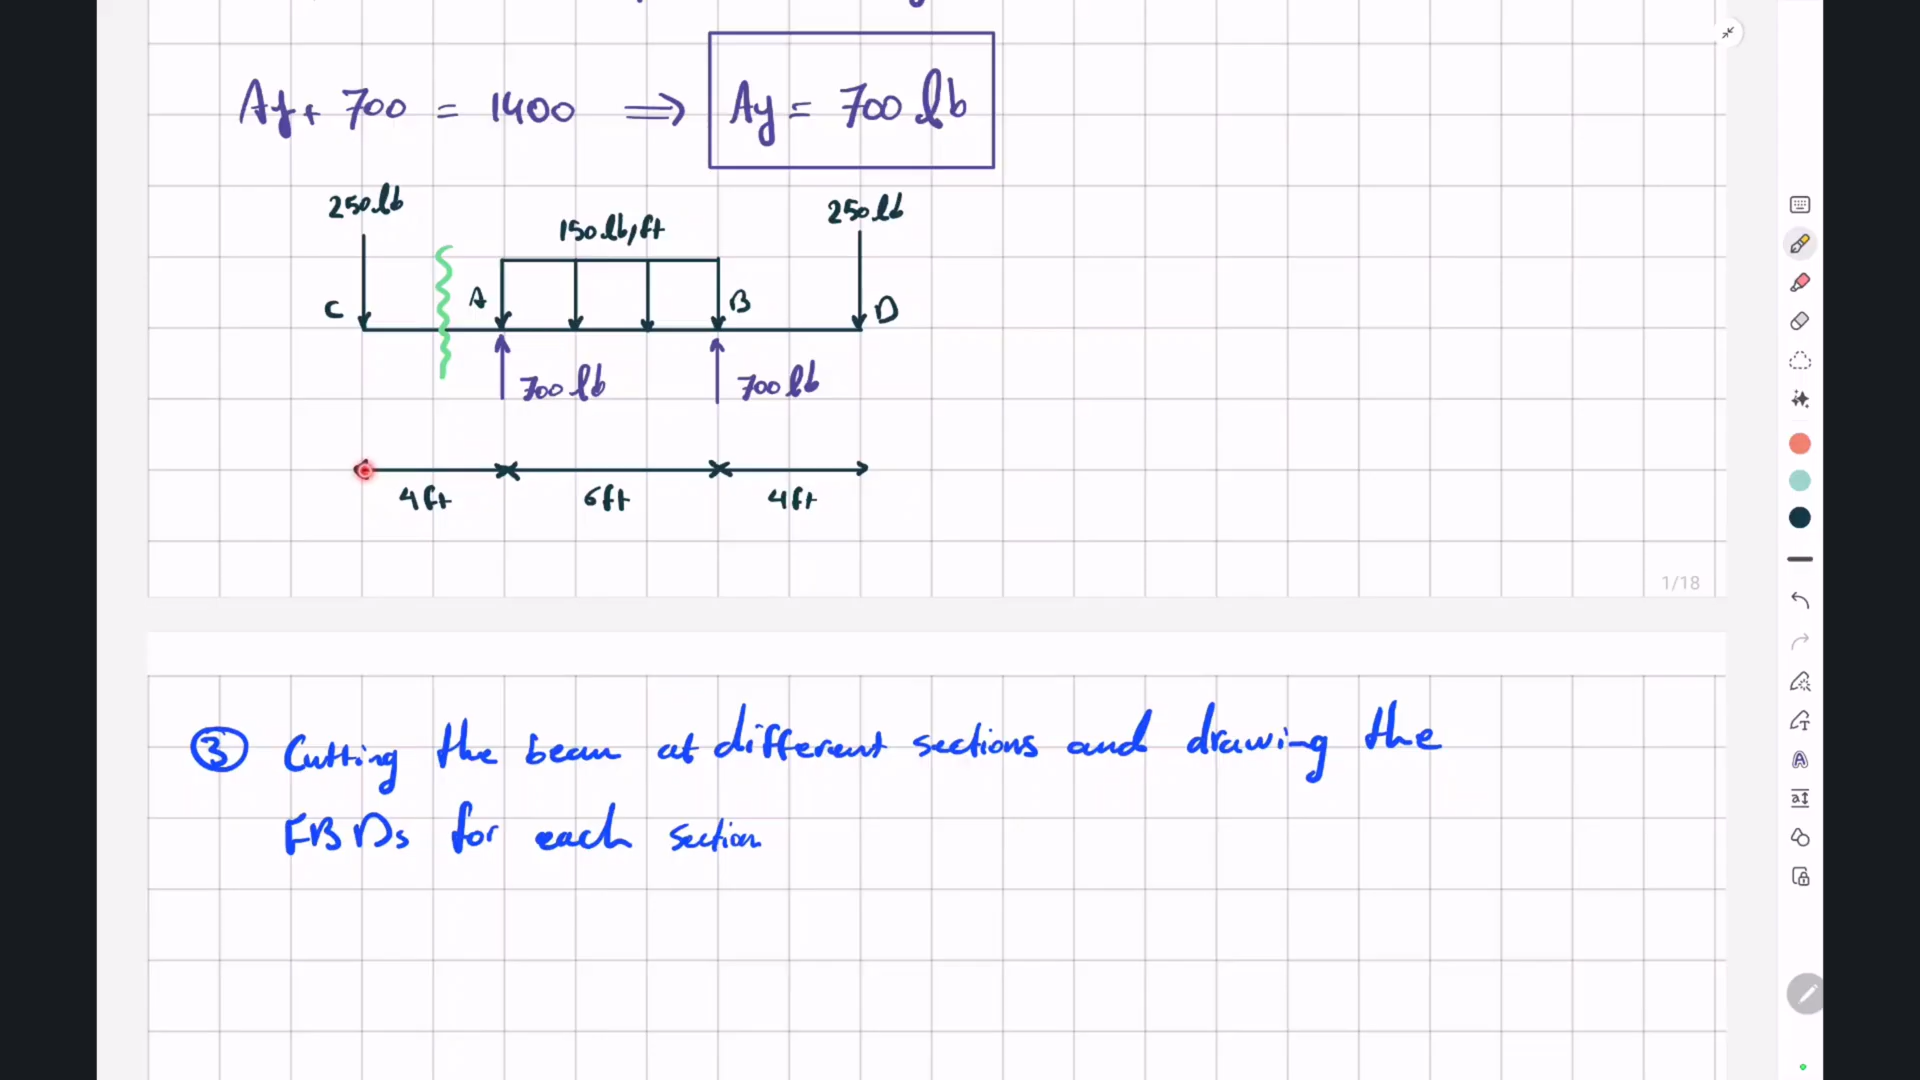 Ay + 700 = 1400 ⟹ Ay = 700 lb
250 lb
150 lb/ft
250 lb
C
A
B
D
700 lb
700 lb
4 ft
6 ft
4 ft
1/18
③ Cutting the beam at different sections and drawing the
FBDs for each section